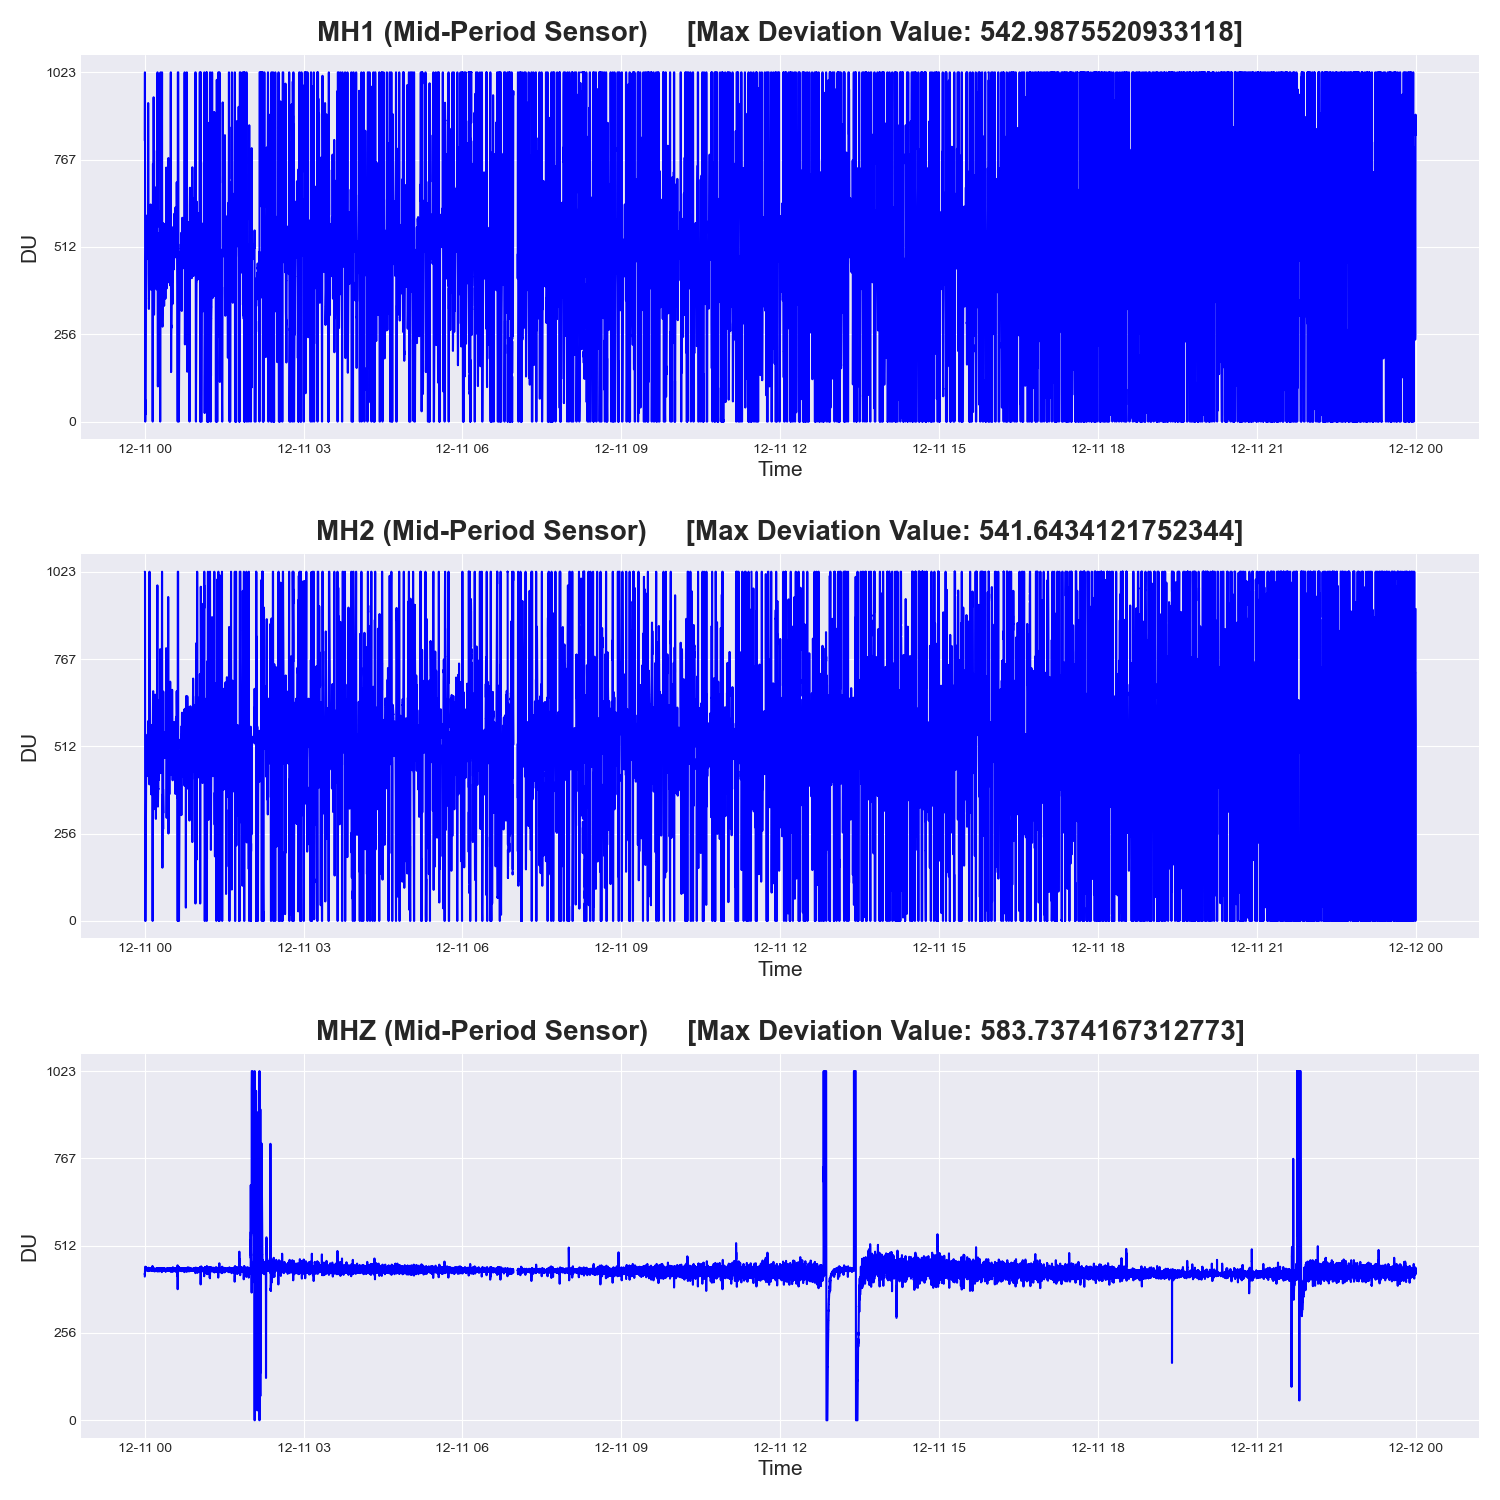 MH1 (Mid-Period Sensor) [Max Deviation Value: 542.9875520933118]
1023
767
512
256
0
DU
12-11 00 12-11 03 12-11 06 12-11 09 12-11 12 12-11 15 12-11 18 12-11 21 12-12 00
Time
MH2 (Mid-Period Sensor) [Max Deviation Value: 541.6434121752344]
1023
767
512
256
0
DU
12-11 00 12-11 03 12-11 06 12-11 09 12-11 12 12-11 15 12-11 18 12-11 21 12-12 00
Time
MHZ (Mid-Period Sensor) [Max Deviation Value: 583.7374167312773]
1023
767
512
256
0
DU
12-11 00 12-11 03 12-11 06 12-11 09 12-11 12 12-11 15 12-11 18 12-11 21 12-12 00
Time